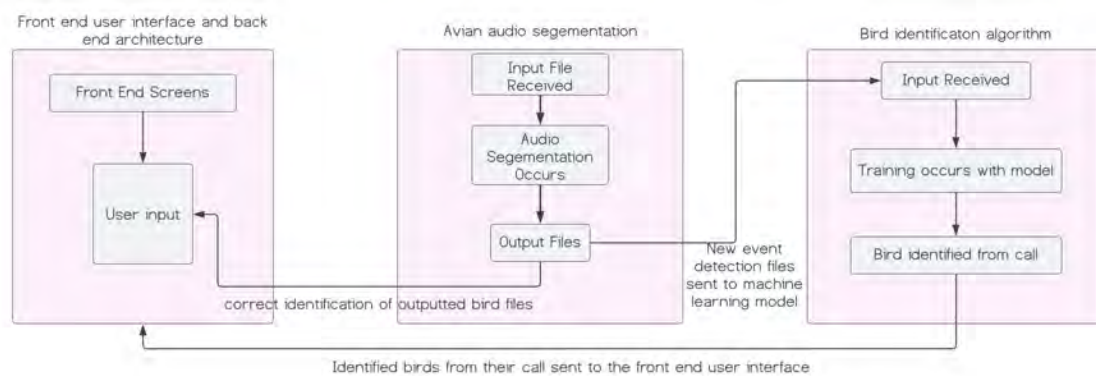 Front end user interface and back
end architecture
Front End Screens
User input
Avian audio segementation
Input File
Received
Audio
Segementation
Occurs
Output Files
correct identification of outputted bird files
New event
detection files
sent to machine
learning model
Bird identificaton algorithm
Input Received
Training occurs with model
Bird identified from call
Identified birds from their call sent to the front end user interface